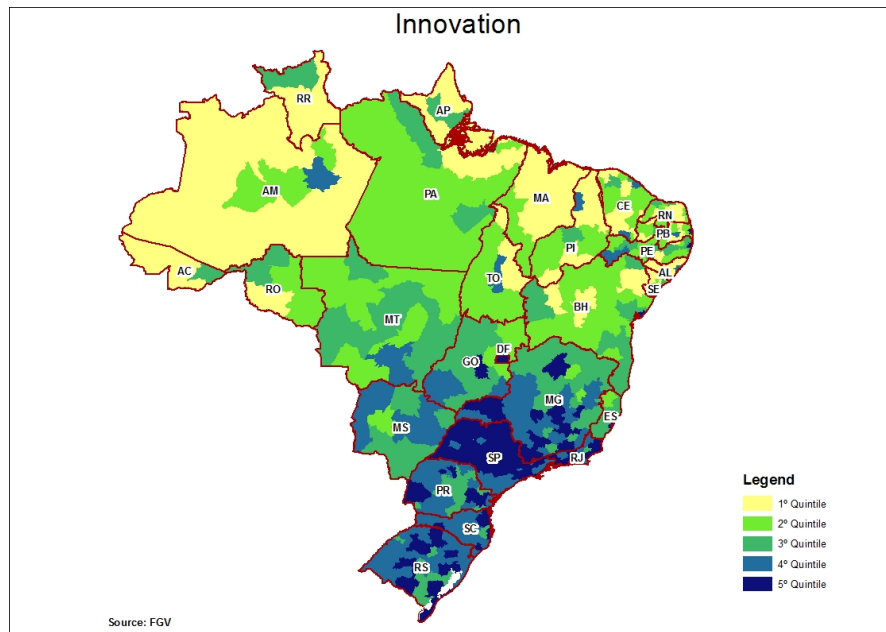 Innovation
RR
AP
AM
PA
MA
CE
RN
PB
PE
PI
AL
SE
AC
RO
TO
BH
MT
DF
GO
MG
ES
MS
SP
RJ
PR
SC
RS
Legend
1º Quintile
2º Quintile
3º Quintile
4º Quintile
5º Quintile
Source: FGV